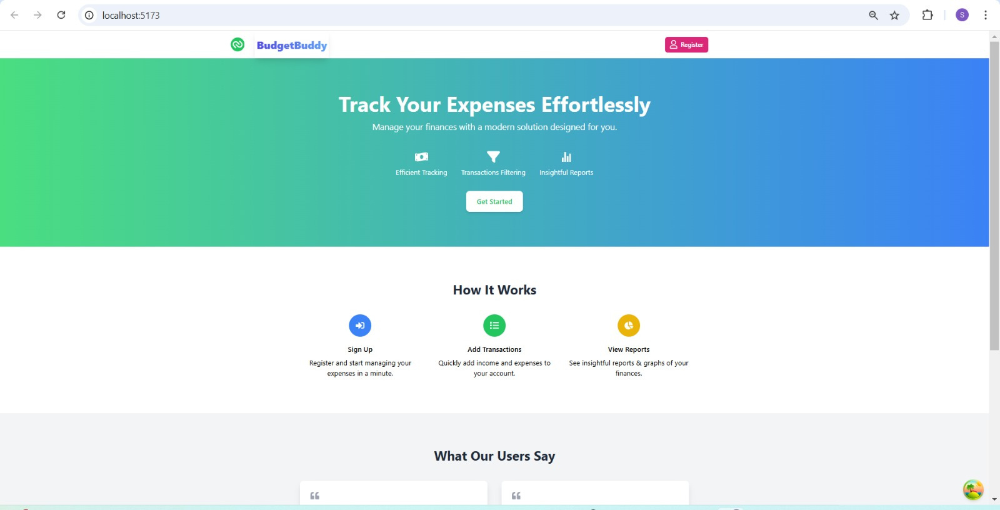 localhost:5173
S
BudgetBuddy
Register
Track Your Expenses Effortlessly
Manage your finances with a modern solution designed for you.
Efficient Tracking
Transactions Filtering
Insightful Reports
Get Started
How It Works
Sign Up
Register and start managing your
expenses in a minute.
Add Transactions
Quickly add income and expenses to
your account.
View Reports
See insightful reports & graphs of your
finances.
What Our Users Say